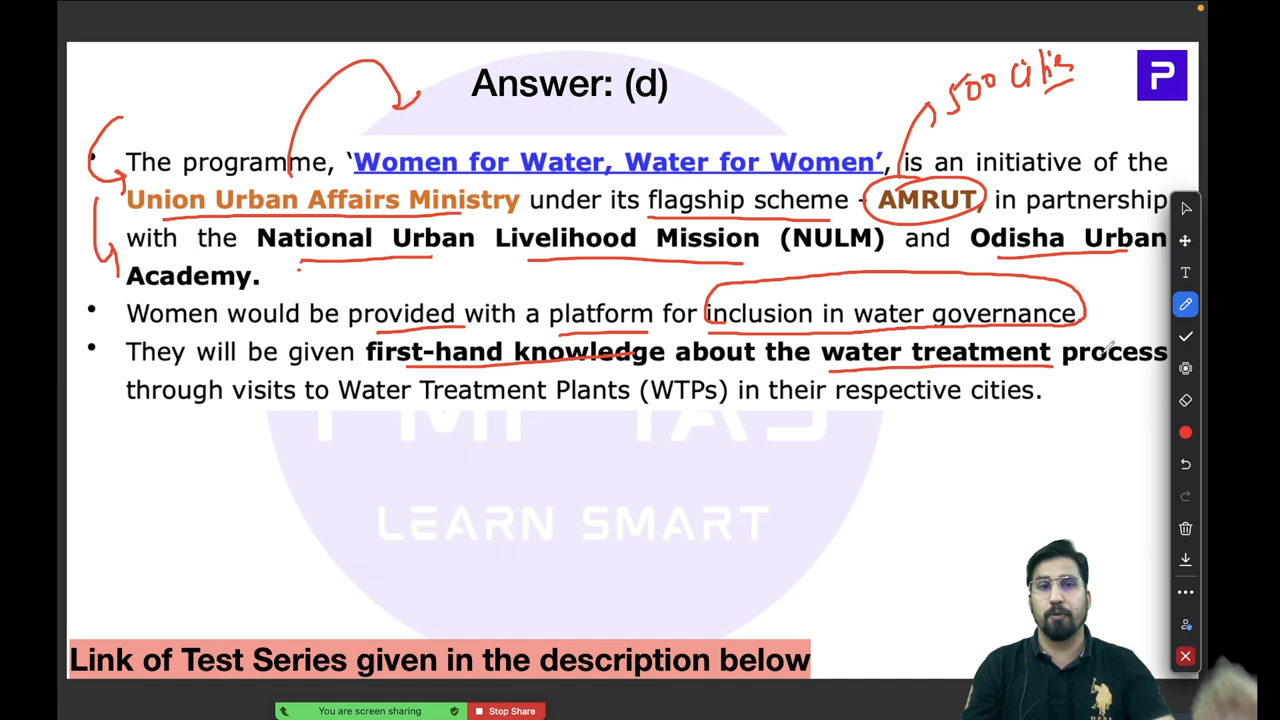 Answer: (d)
500 Cities
P
• The programme, ‘Women for Water, Water for Women’, is an initiative of the
Union Urban Affairs Ministry under its flagship scheme - AMRUT, in partnership
with the National Urban Livelihood Mission (NULM) and Odisha Urban
Academy.
• Women would be provided with a platform for inclusion in water governance.
• They will be given first-hand knowledge about the water treatment process
through visits to Water Treatment Plants (WTPs) in their respective cities.
LEARN SMART
Link of Test Series given in the description below
You are screen sharing
Stop Share